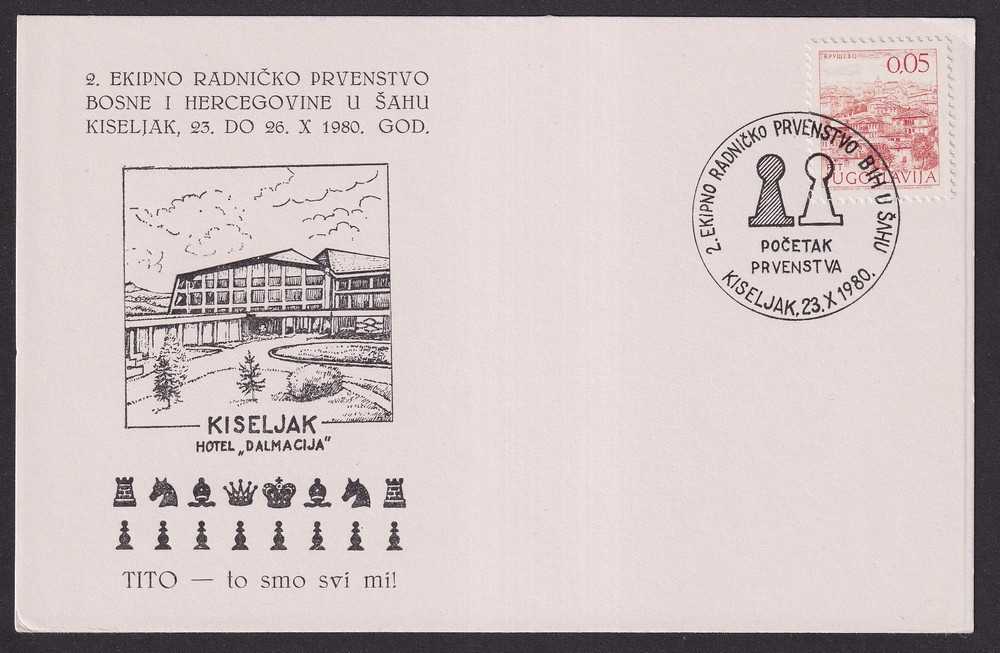 2. EKIPNO RADNIČKO PRVENSTVO
BOSNE I HERCEGOVINE U ŠAHU
KISELJAK, 23. DO 26. X 1980. GOD.
KISELJAK
HOTEL „DALMACIJA"
TITO — to smo svi mi!
КРУШЕВО
0,05
JUGOSLAVIJA
2. EKIPNO RADNIČKO PRVENSTVO BIH U ŠAHU
POČETAK
PRVENSTVA
KISELJAK, 23. X 1980.